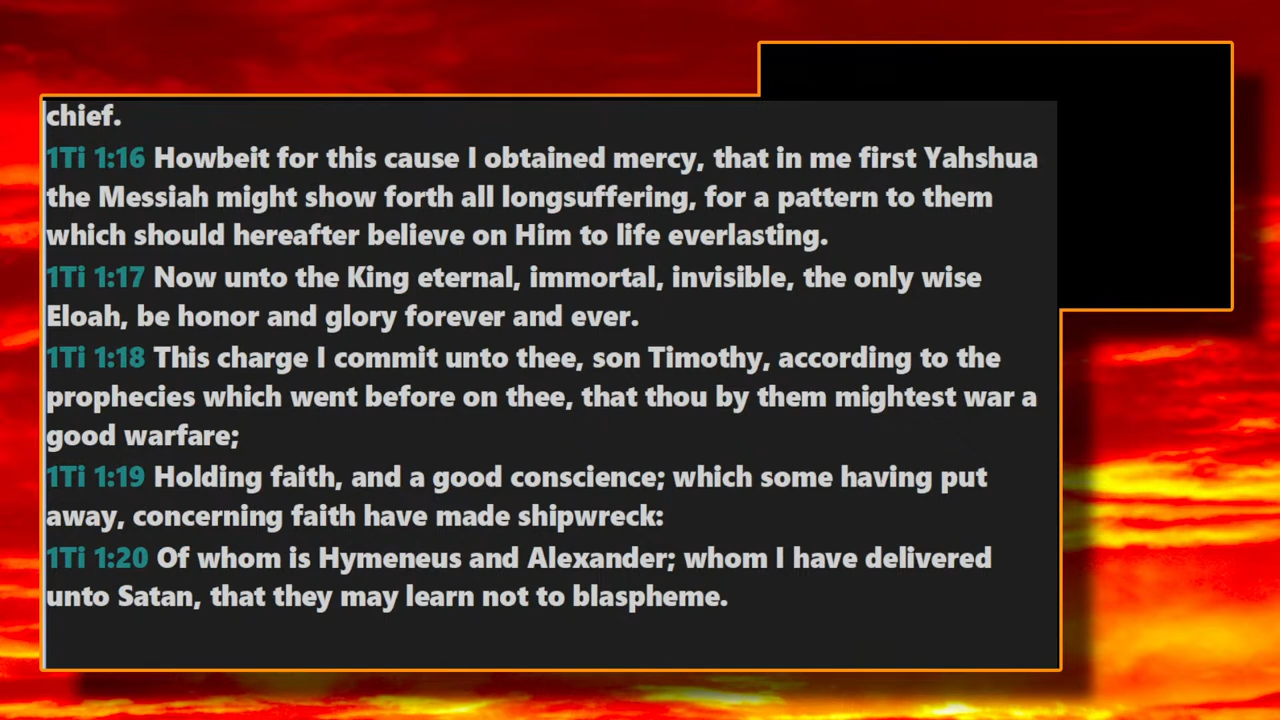 chief.
1Ti 1:16 Howbeit for this cause I obtained mercy, that in me first Yahshua
the Messiah might show forth all longsuffering, for a pattern to them
which should hereafter believe on Him to life everlasting.
1Ti 1:17 Now unto the King eternal, immortal, invisible, the only wise
Eloah, be honor and glory forever and ever.
1Ti 1:18 This charge I commit unto thee, son Timothy, according to the
prophecies which went before on thee, that thou by them mightest war a
good warfare;
1Ti 1:19 Holding faith, and a good conscience; which some having put
away, concerning faith have made shipwreck:
1Ti 1:20 Of whom is Hymeneus and Alexander; whom I have delivered
unto Satan, that they may learn not to blaspheme.